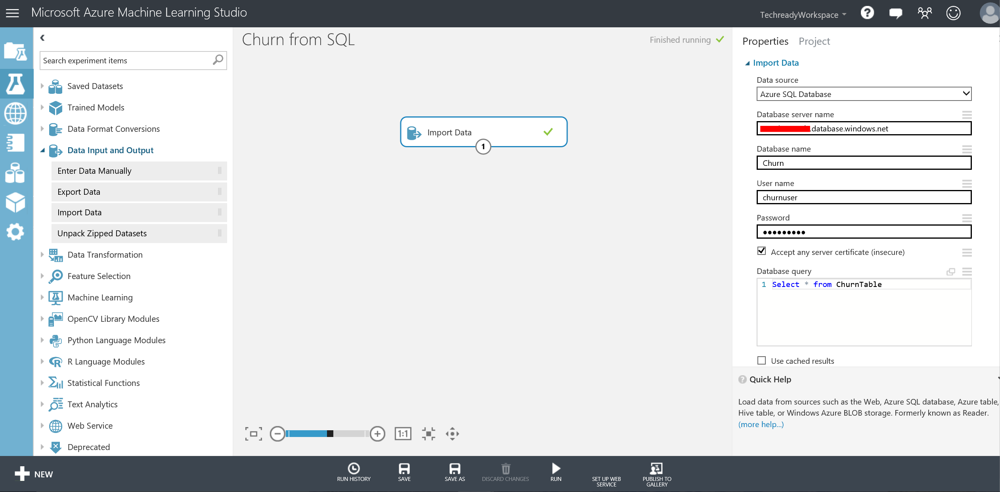 Microsoft Azure Machine Learning Studio
TechreadyWorkspace
Search experiment items
Saved Datasets
Trained Models
Data Format Conversions
Data Input and Output
Enter Data Manually
Export Data
Import Data
Unpack Zipped Datasets
Data Transformation
Feature Selection
Machine Learning
OpenCV Library Modules
Python Language Modules
R Language Modules
Statistical Functions
Text Analytics
Web Service
Deprecated
Churn from SQL
Finished running
Import Data
1
1:1
Properties Project
Import Data
Data source
Azure SQL Database
Database server name
.database.windows.net
Database name
Churn
User name
churnuser
Password
•••••••••
Accept any server certificate (insecure)
Database query
1 Select * from ChurnTable
Use cached results
Quick Help
Load data from sources such as the Web, Azure SQL database, Azure table,
Hive table, or Windows Azure BLOB storage. Formerly known as Reader.
(more help...)
NEW
RUN HISTORY
SAVE
SAVE AS
DISCARD CHANGES
RUN
SET UP WEB
SERVICE
PUBLISH TO
GALLERY